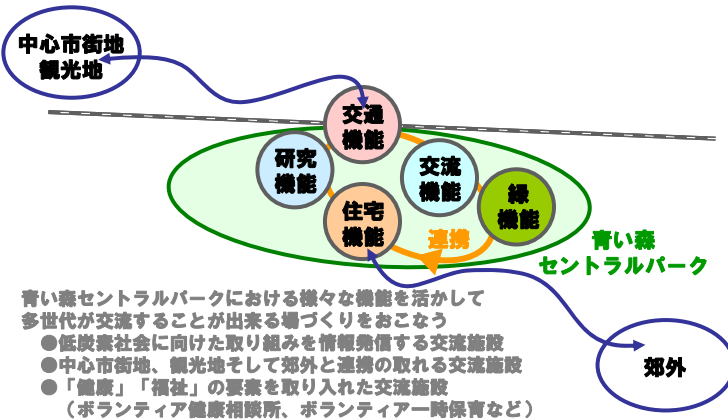 中心市街地
観光地
交通
機能
研究
機能
交流
機能
住宅
機能
緑
機能
連携
青い森
セントラルパーク
青い森セントラルパークにおける様々な機能を活かして
多世代が交流することが出来る場づくりをおこなう
●低炭素社会に向けた取り組みを情報発信する交流施設
●中心市街地、観光地そして郊外と連携の取れる交流施設
●「健康」「福祉」の要素を取り入れた交流施設
（ボランティア健康相談所、ボランティア一時保育など）
郊外